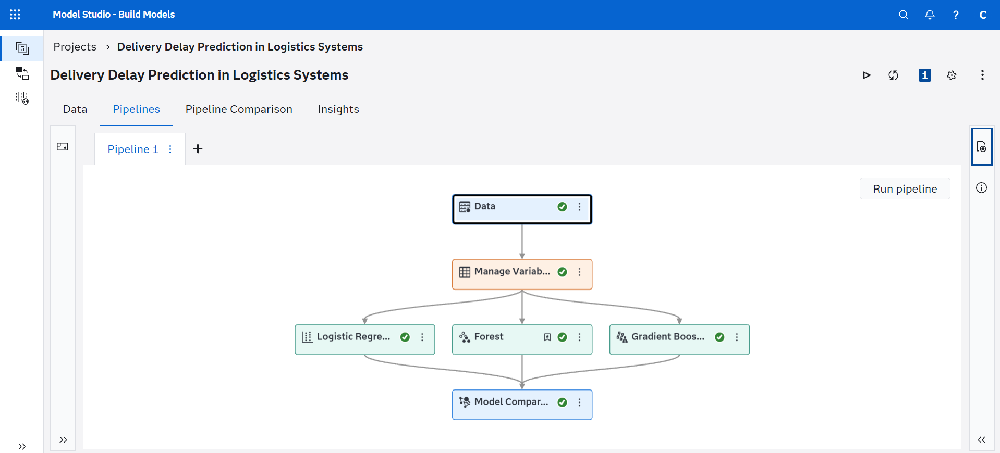 Model Studio - Build Models
?
C
Projects > Delivery Delay Prediction in Logistics Systems
Delivery Delay Prediction in Logistics Systems
1
Data
Pipelines
Pipeline Comparison
Insights
Pipeline 1
+
Run pipeline
Data
Manage Variab...
Logistic Regre...
Forest
Gradient Boos...
Model Compar...